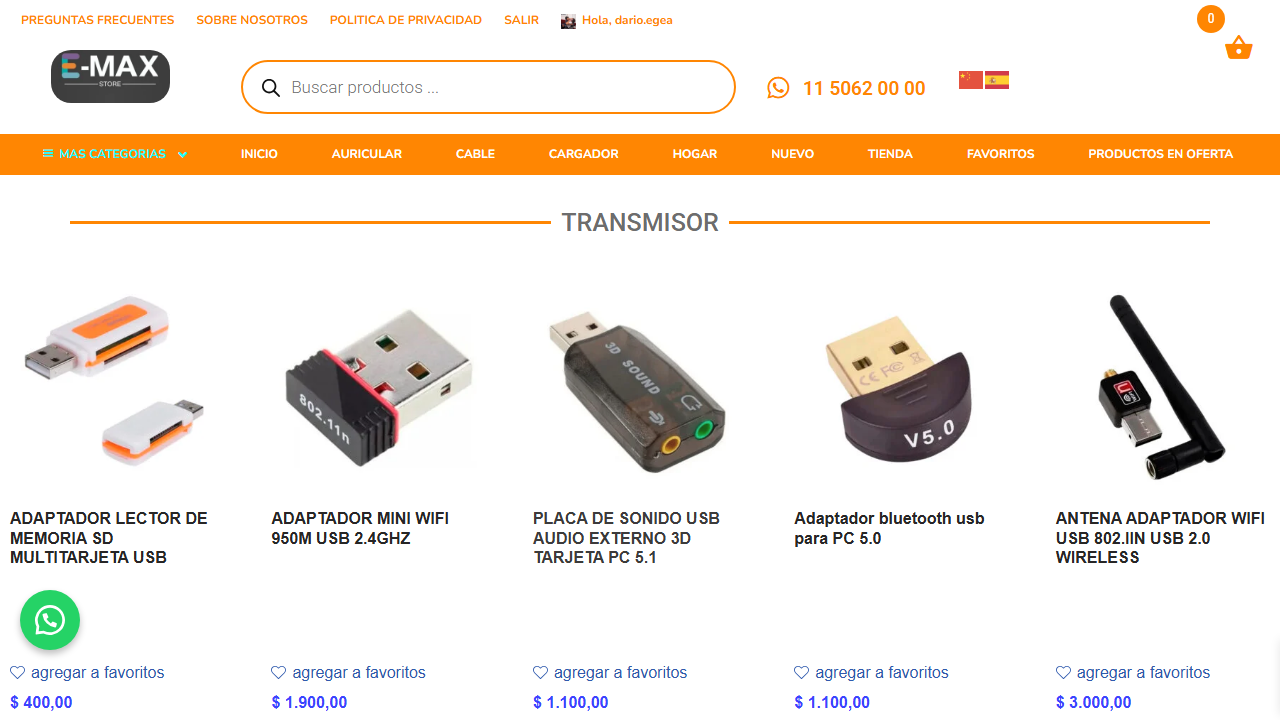 PREGUNTAS FRECUENTES SOBRE NOSOTROS POLITICA DE PRIVACIDAD SALIR Hola, dario.egea 0
E-MAX
STORE
Buscar productos ...
11 5062 00 00
MAS CATEGORIAS INICIO AURICULAR CABLE CARGADOR HOGAR NUEVO TIENDA FAVORITOS PRODUCTOS EN OFERTA
TRANSMISOR
802.11n
3D SOUND
CE FC
V5.0
ADAPTADOR LECTOR DE
MEMORIA SD
MULTITARJETA USB
ADAPTADOR MINI WIFI
950M USB 2.4GHZ
PLACA DE SONIDO USB
AUDIO EXTERNO 3D
TARJETA PC 5.1
Adaptador bluetooth usb
para PC 5.0
ANTENA ADAPTADOR WIFI
USB 802.IIN USB 2.0
WIRELESS
agregar a favoritos agregar a favoritos agregar a favoritos agregar a favoritos agregar a favoritos
$ 400,00 $ 1.900,00 $ 1.100,00 $ 1.100,00 $ 3.000,00